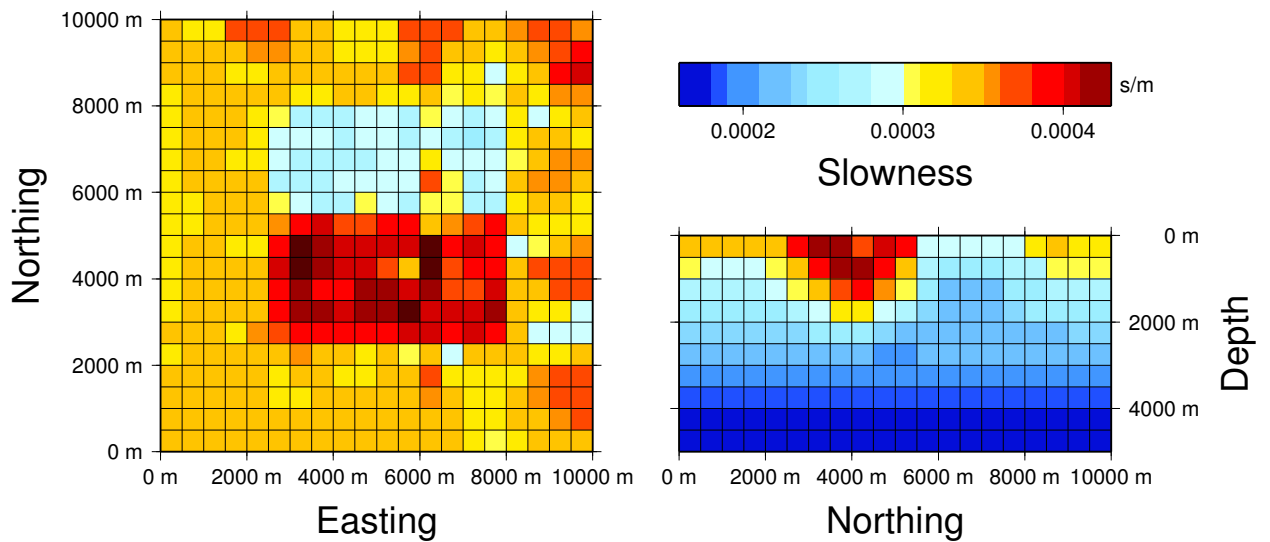 10000 m
8000 m
6000 m
4000 m
2000 m
0 m
Northing
0 m 2000 m 4000 m 6000 m 8000 m 10000 m
Easting
s/m
0.0002 0.0003 0.0004
Slowness
0 m
2000 m
4000 m
Depth
0 m 2000 m 4000 m 6000 m 8000 m 10000 m
Northing